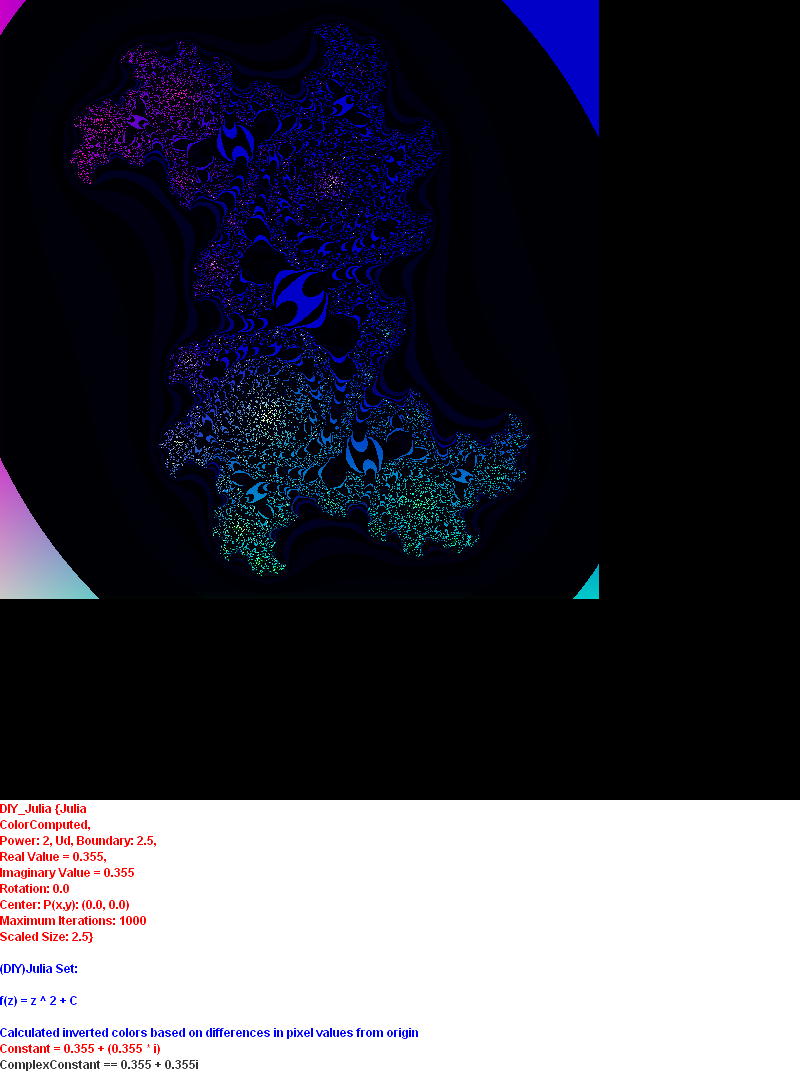 DIY_Julia {Julia
ColorComputed,
Power: 2, Ud, Boundary: 2.5,
Real Value = 0.355,
Imaginary Value = 0.355
Rotation: 0.0
Center: P(x,y): (0.0, 0.0)
Maximum Iterations: 1000
Scaled Size: 2.5}
(DIY)Julia Set:
f(z) = z ^ 2 + C
Calculated inverted colors based on differences in pixel values from origin
Constant = 0.355 + (0.355 * i)
ComplexConstant == 0.355 + 0.355i